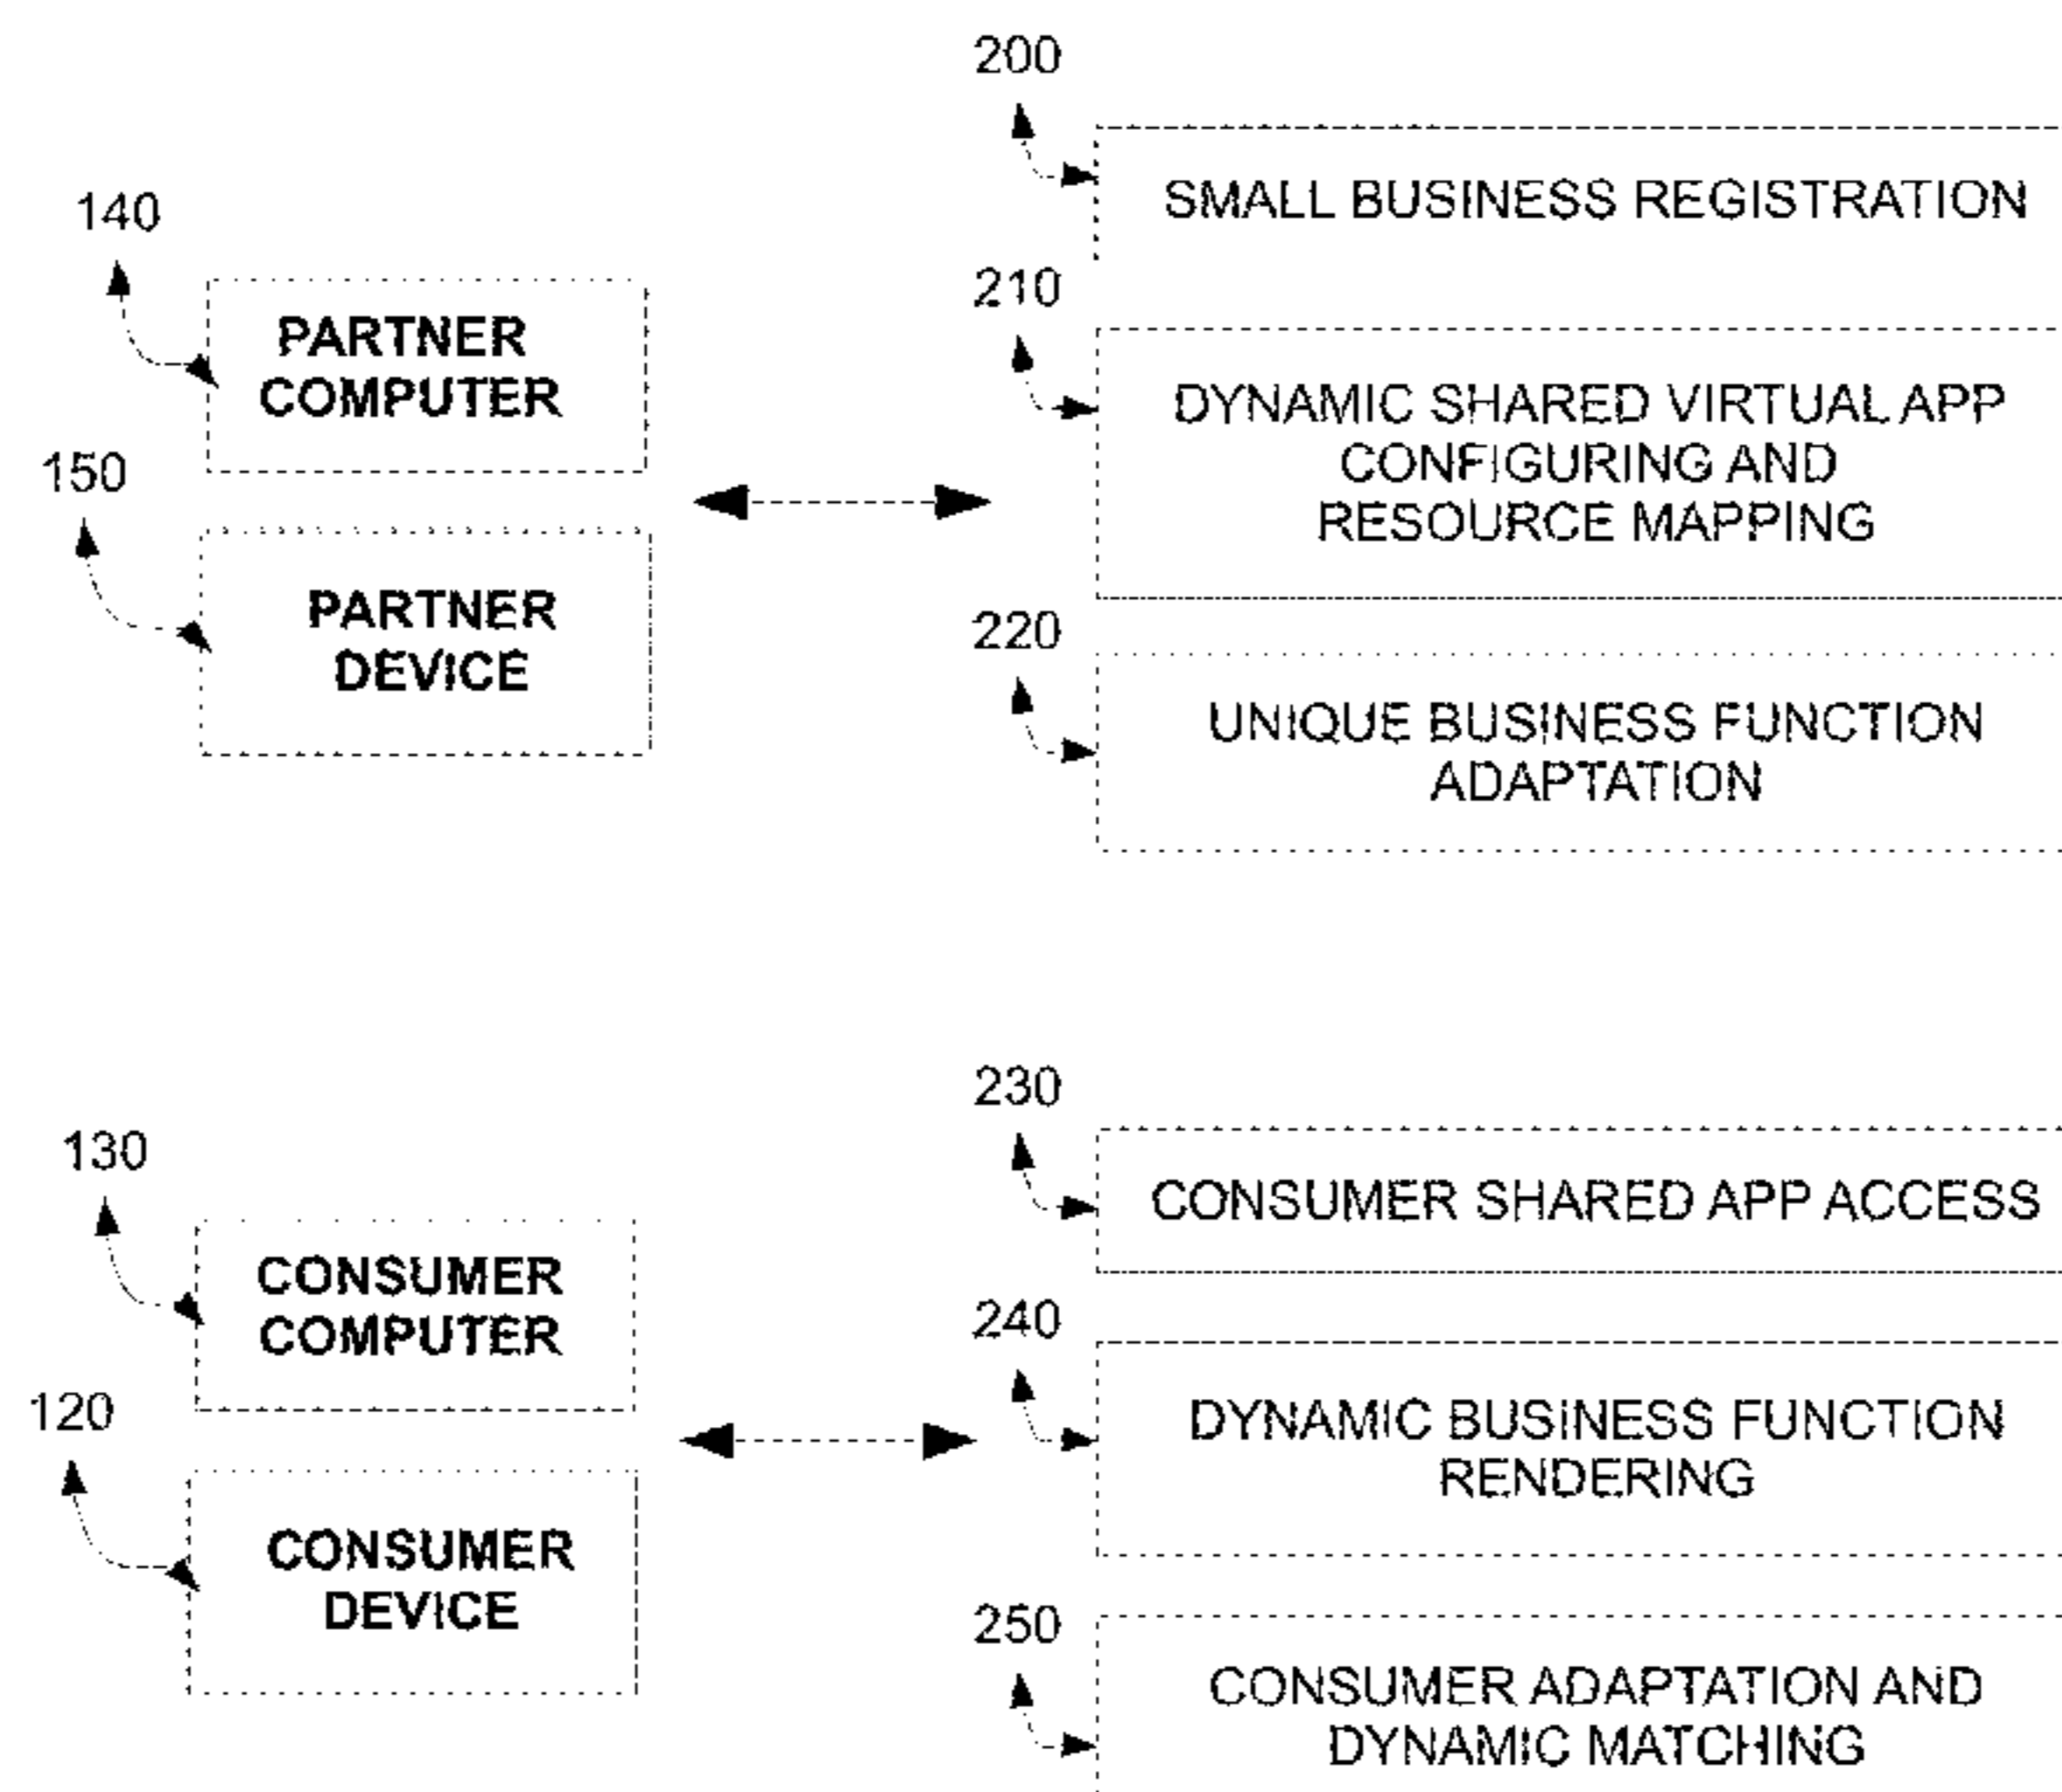 200
SMALL BUSINESS REGISTRATION
140
PARTNER
COMPUTER
210
DYNAMIC SHARED VIRTUAL APP
CONFIGURING AND
RESOURCE MAPPING
150
PARTNER
DEVICE
220
UNIQUE BUSINESS FUNCTION
ADAPTATION
230
CONSUMER SHARED APP ACCESS
130
CONSUMER
COMPUTER
240
DYNAMIC BUSINESS FUNCTION
RENDERING
120
CONSUMER
DEVICE
250
CONSUMER ADAPTATION AND
DYNAMIC MATCHING